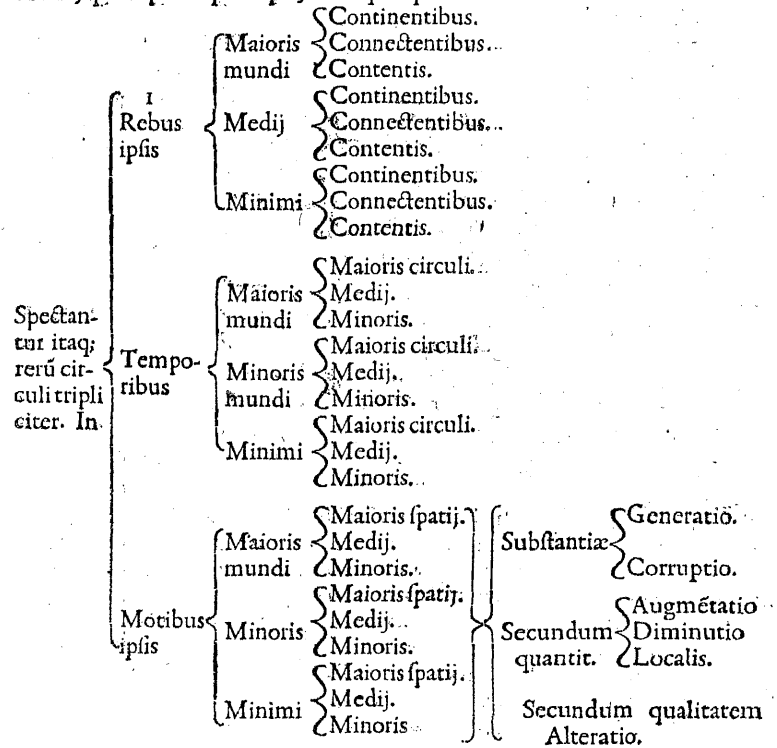 Spectan-
tur itaq;
rerū cir-
culi tripli
citer. In
1
Rebus
ipſis
Maioris
mundi
Continentibus.
Connectentibus.
Contentis.
Medij
Continentibus.
Connectentibus.
Contentis.
Minimi
Continentibus.
Connectentibus.
Contentis.
Tempo-
ribus
Maioris
mundi
Maioris circuli.
Medij.
Minoris.
Minoris
mundi
Maioris circuli.
Medij.
Minoris.
Minimi
Maioris circuli.
Medij.
Minoris.
Motibus
ipſis
Maioris
mundi
Maioris ſpatij.
Medij.
Minoris.
Minoris
Maioris ſpatij.
Medij.
Minoris.
Minimi
Maioris ſpatij.
Medij.
Minoris
Subſtantiæ
Generatiō.
Corruptio.
Secundum
quantit.
Augmētatio
Diminutio
Localis.
Secundum qualitatem
Alteratio.